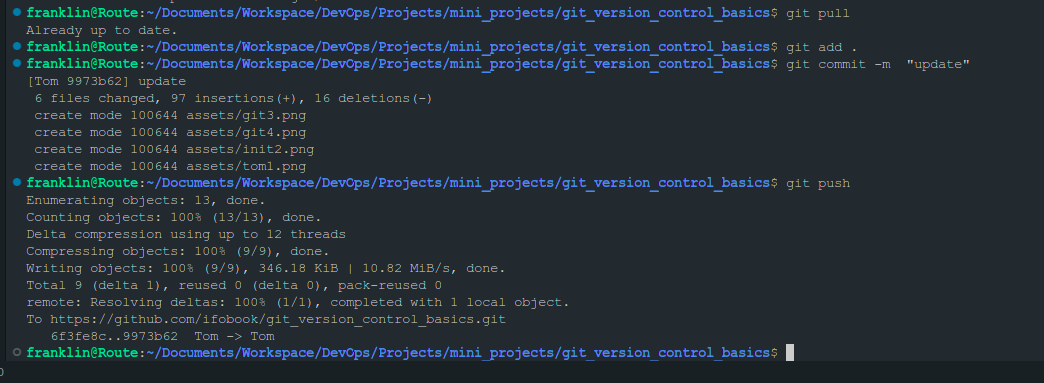 franklin@Route:~/Documents/Workspace/DevOps/Projects/mini_projects/git_version_control_basics$ git pull
Already up to date.
franklin@Route:~/Documents/Workspace/DevOps/Projects/mini_projects/git_version_control_basics$ git add .
franklin@Route:~/Documents/Workspace/DevOps/Projects/mini_projects/git_version_control_basics$ git commit -m  "update"
[Tom 9973b62] update
 6 files changed, 97 insertions(+), 16 deletions(-)
 create mode 100644 assets/git3.png
 create mode 100644 assets/git4.png
 create mode 100644 assets/init2.png
 create mode 100644 assets/tom1.png
franklin@Route:~/Documents/Workspace/DevOps/Projects/mini_projects/git_version_control_basics$ git push
Enumerating objects: 13, done.
Counting objects: 100% (13/13), done.
Delta compression using up to 12 threads
Compressing objects: 100% (9/9), done.
Writing objects: 100% (9/9), 346.18 KiB | 10.82 MiB/s, done.
Total 9 (delta 1), reused 0 (delta 0), pack-reused 0
remote: Resolving deltas: 100% (1/1), completed with 1 local object.
To https://github.com/ifobook/git_version_control_basics.git
   6f3fe8c..9973b62  Tom -> Tom
franklin@Route:~/Documents/Workspace/DevOps/Projects/mini_projects/git_version_control_basics$